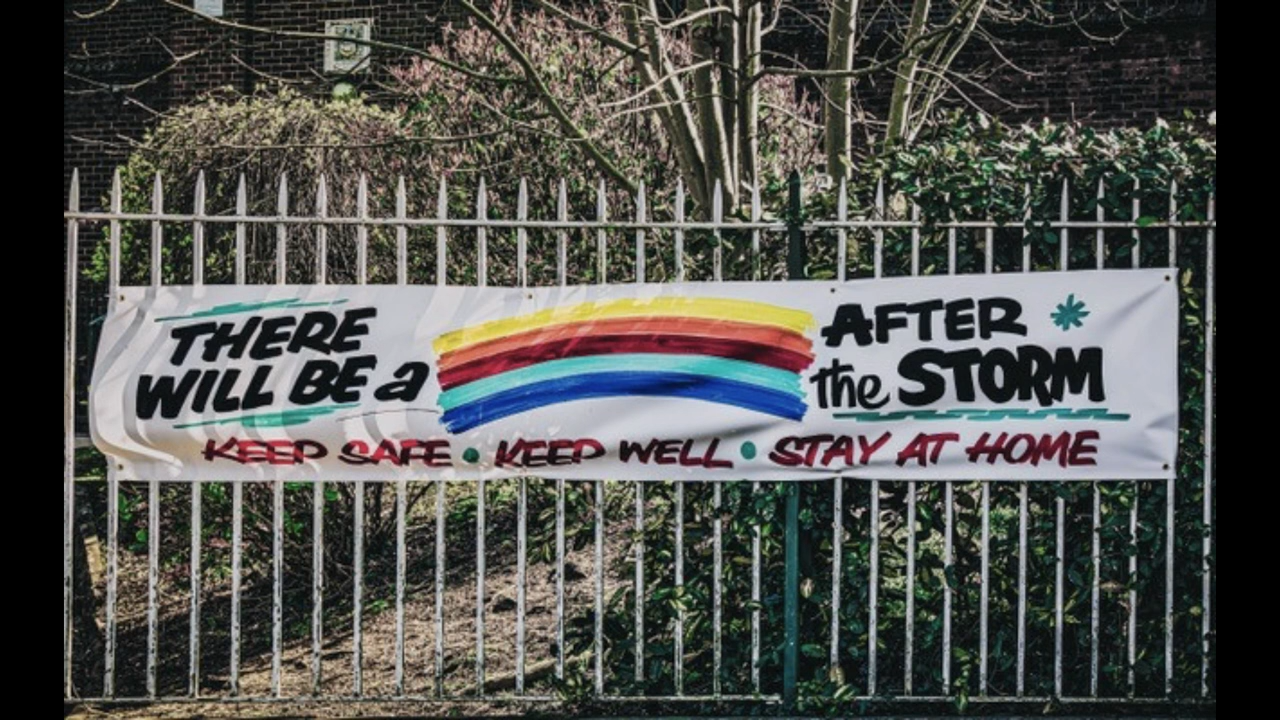 THERE
WILL BE a
AFTER
the STORM
KEEP SAFE • KEEP WELL • STAY AT HOME